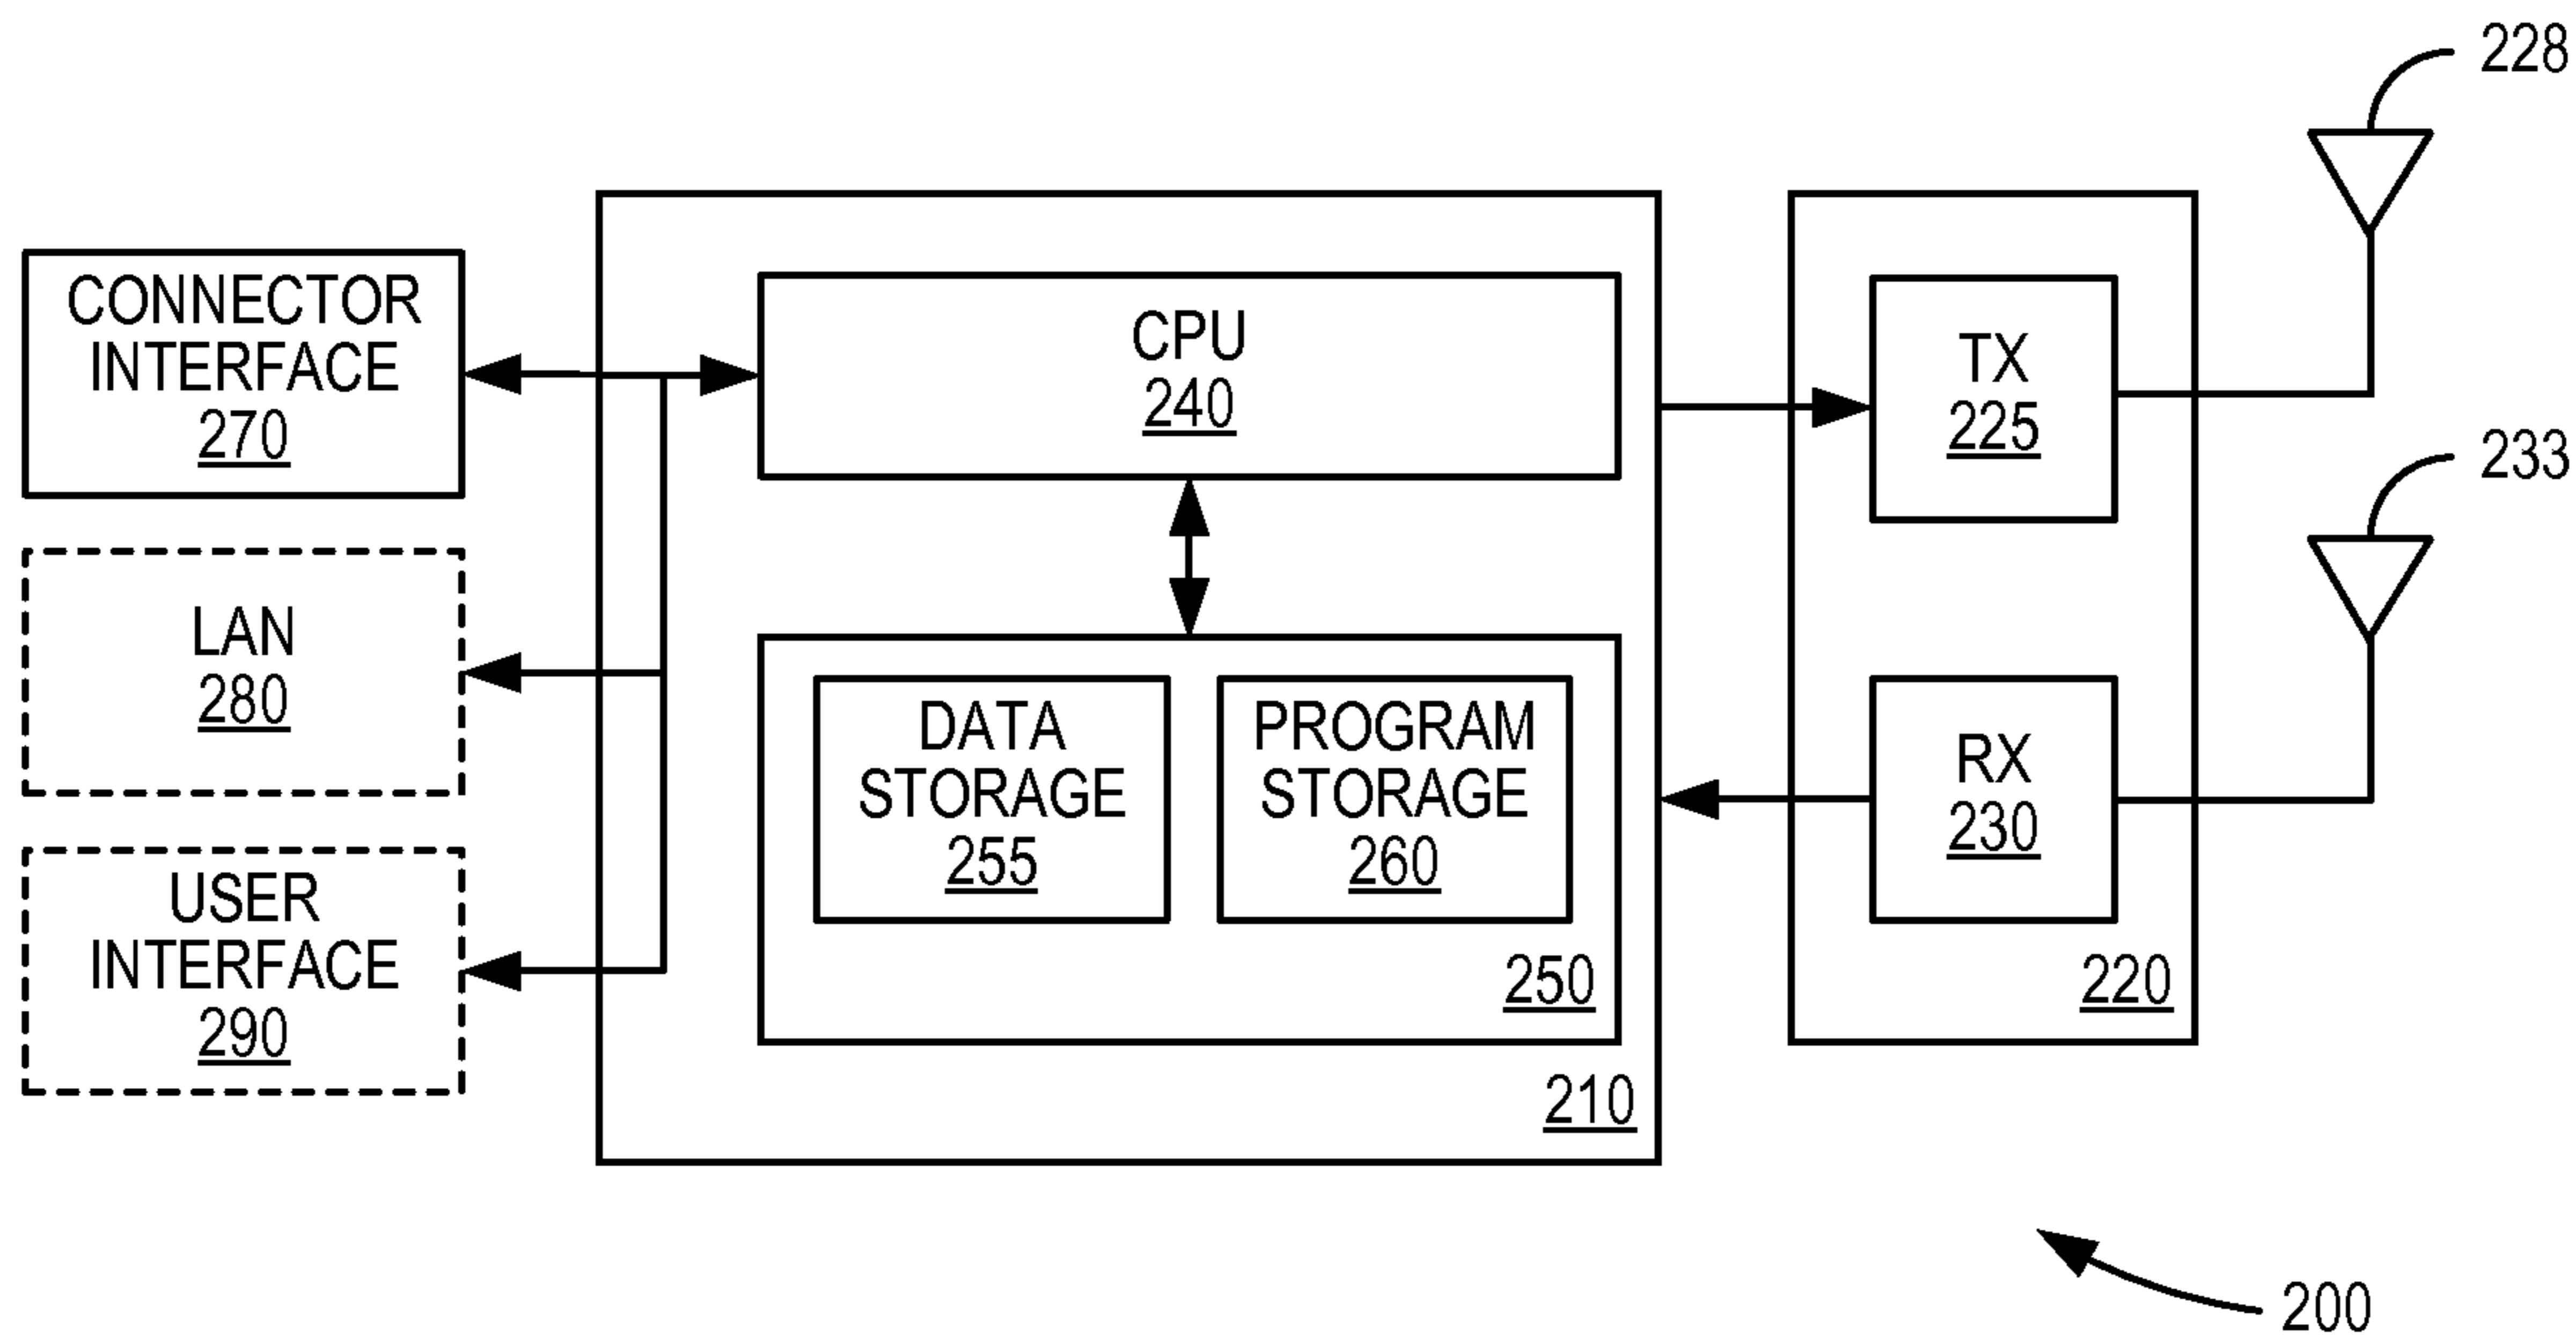 228
CONNECTOR
INTERFACE
270
CPU
240
TX
225
233
LAN
280
DATA
STORAGE
255
PROGRAM
STORAGE
260
RX
230
USER
INTERFACE
290
250
220
210
200